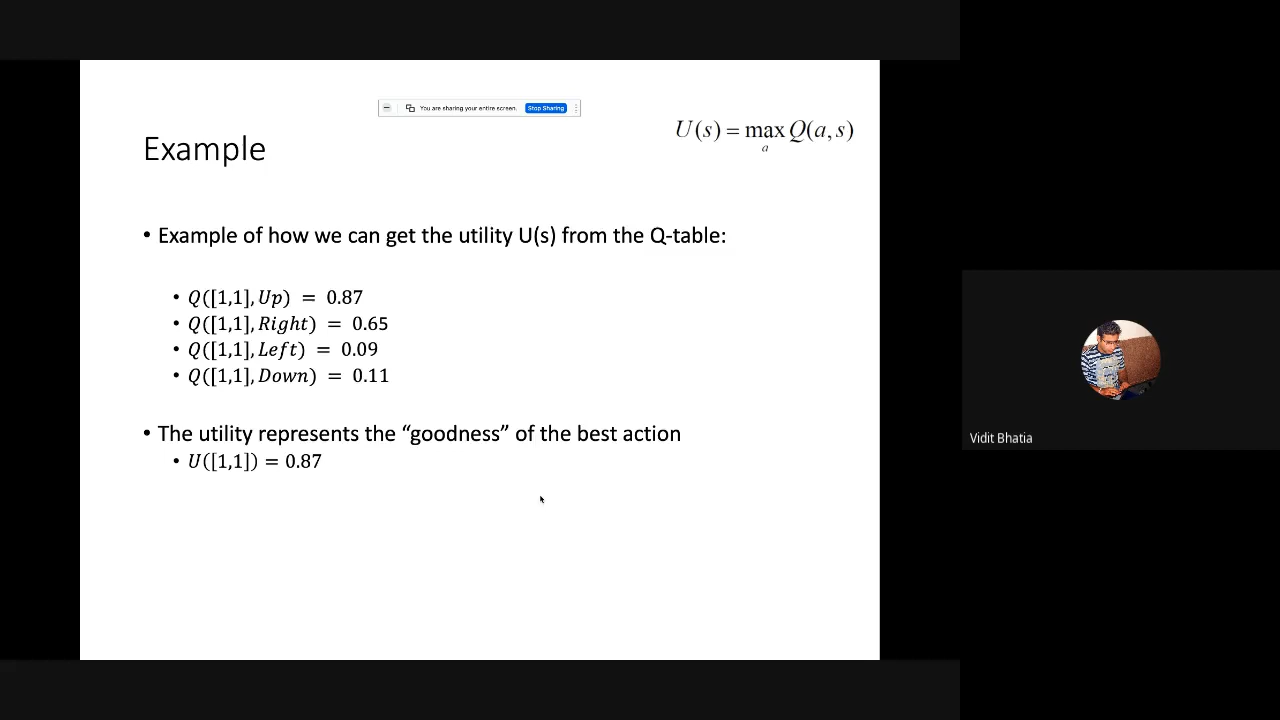 You are sharing your entire screen. Stop Sharing
Example
U(s) = max Q(a, s)
a
• Example of how we can get the utility U(s) from the Q-table:
• Q([1,1], Up) = 0.87
• Q([1,1], Right) = 0.65
• Q([1,1], Left) = 0.09
• Q([1,1], Down) = 0.11
• The utility represents the “goodness” of the best action
• U([1,1]) = 0.87
Vidit Bhatia